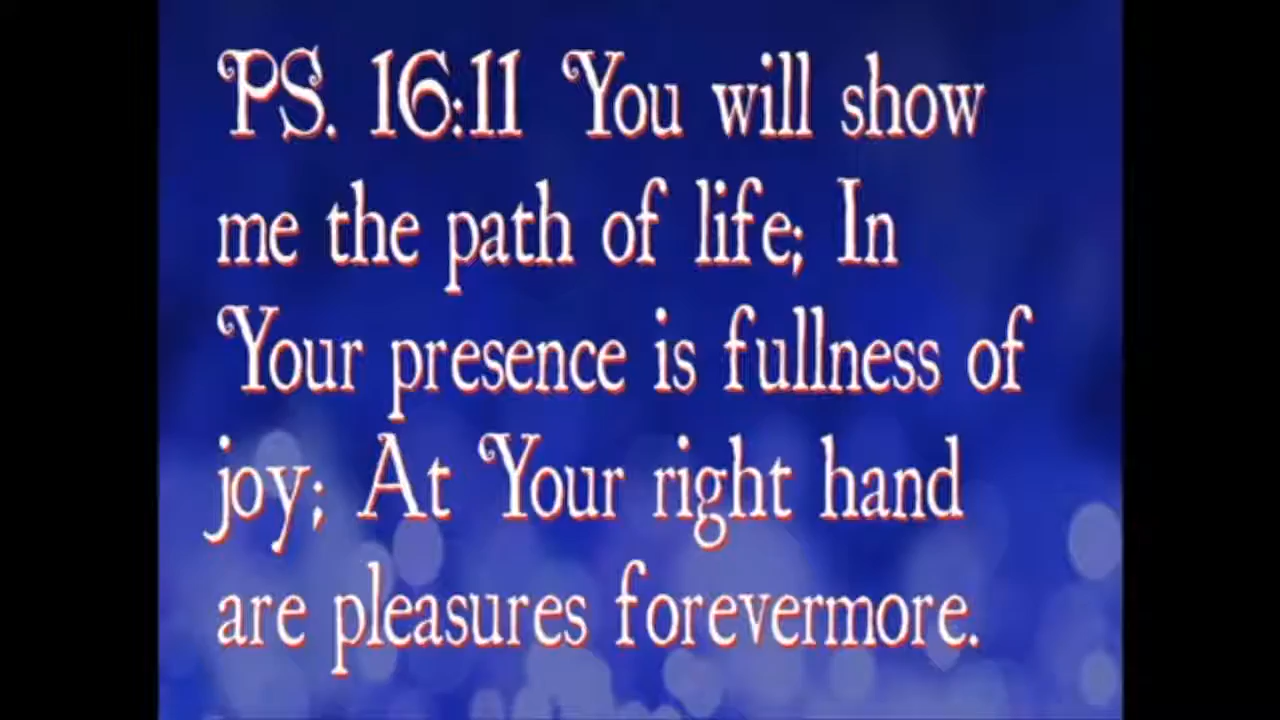 PS. 16:11 You will show
me the path of life; In
Your presence is fullness of
joy; At Your right hand
are pleasures forevermore.